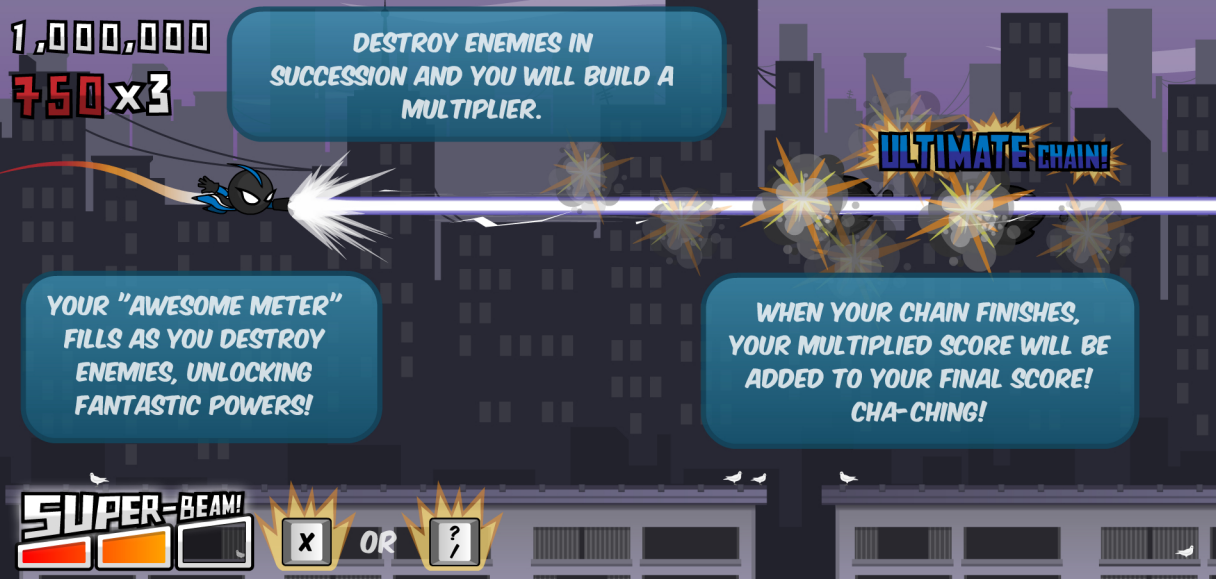 1,000,000
750 x3
DESTROY ENEMIES IN
SUCCESSION AND YOU WILL BUILD A
MULTIPLIER.
ULTIMATE CHAIN!
YOUR "AWESOME METER"
FILLS AS YOU DESTROY
ENEMIES, UNLOCKING
FANTASTIC POWERS!
WHEN YOUR CHAIN FINISHES,
YOUR MULTIPLIED SCORE WILL BE
ADDED TO YOUR FINAL SCORE!
CHA-CHING!
SUPER-BEAM!
X OR ? /